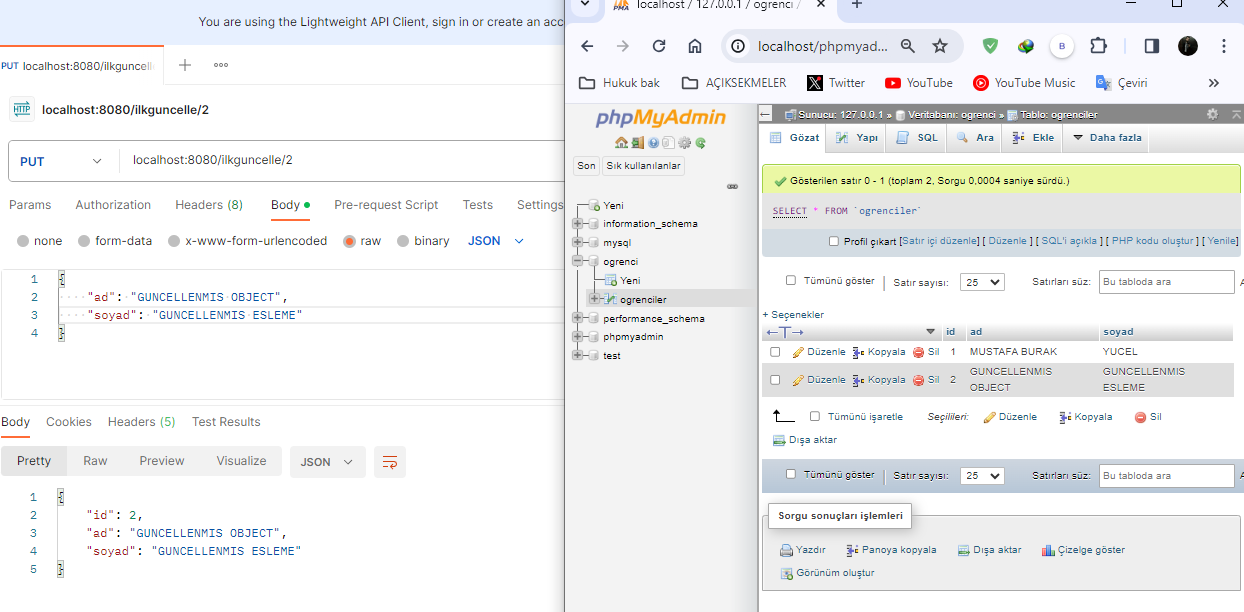 You are using the Lightweight API Client, sign in or create an acc
PUT localhost:8080/ilkguncelle
HTTP localhost:8080/ilkguncelle/2
PUT localhost:8080/ilkguncelle/2
Params Authorization Headers (8) Body Pre-request Script Tests Settings
none form-data x-www-form-urlencoded raw binary JSON
1 {
2 "ad": "GUNCELLENMIS OBJECT",
3 "soyad": "GUNCELLENMIS ESLEME"
4 }
Body Cookies Headers (5) Test Results
Pretty Raw Preview Visualize JSON
1 {
2 "id": 2,
3 "ad": "GUNCELLENMIS OBJECT",
4 "soyad": "GUNCELLENMIS ESLEME"
5 }
PMA localhost / 127.0.0.1 / ogrenci /
localhost/phpmyad...
B
Hukuk bak AÇIKSEKMELER Twitter YouTube YouTube Music Çeviri
phpMyAdmin
Son Sık kullanılanlar
Yeni
information_schema
mysql
ogrenci
Yeni
ogrenciler
performance_schema
phpmyadmin
test
Sunucu: 127.0.0.1 » Veritabanı: ogrenci » Tablo: ogrenciler
Gözat Yapı SQL Ara Ekle Daha fazla
Gösterilen satır 0 - 1 (toplam 2, Sorgu 0,0004 saniye sürdü.)
SELECT * FROM `ogrenciler`
Profil çıkart [Satır içi düzenle] [ Düzenle ] [ SQL'i açıkla ] [ PHP kodu oluştur ] [ Yenile]
Tümünü göster Satır sayısı: 25 Satırları süz: Bu tabloda ara
+ Seçenekler
←T→ id ad soyad
Düzenle Kopyala Sil 1 MUSTAFA BURAK YUCEL
Düzenle Kopyala Sil 2 GUNCELLENMIS OBJECT GUNCELLENMIS ESLEME
Tümünü işaretle Seçilileri: Düzenle Kopyala Sil
Dışa aktar
Tümünü göster Satır sayısı: 25 Satırları süz: Bu tabloda ara
Sorgu sonuçları işlemleri
Yazdır Panoya kopyala Dışa aktar Çizelge göster
Görünüm oluştur